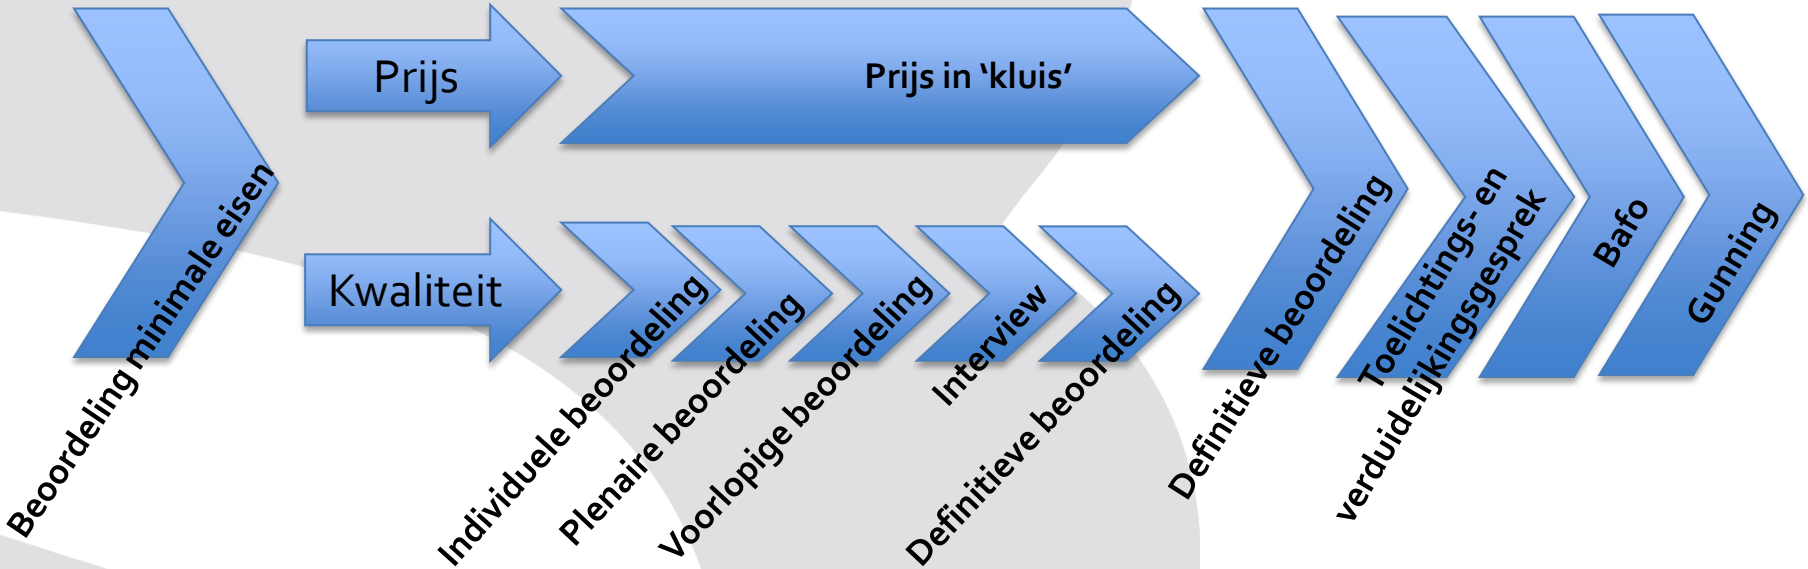 Beoordeling minimale eisen
Prijs
Prijs in ‘kluis’
Kwaliteit
Individuele beoordeling
Plenaire beoordeling
Voorlopige beoordeling
Interview
Definitieve beoordeling
Definitieve beoordeling
Toelichtings- en
verduidelijkingsgesprek
Bafo
Gunning